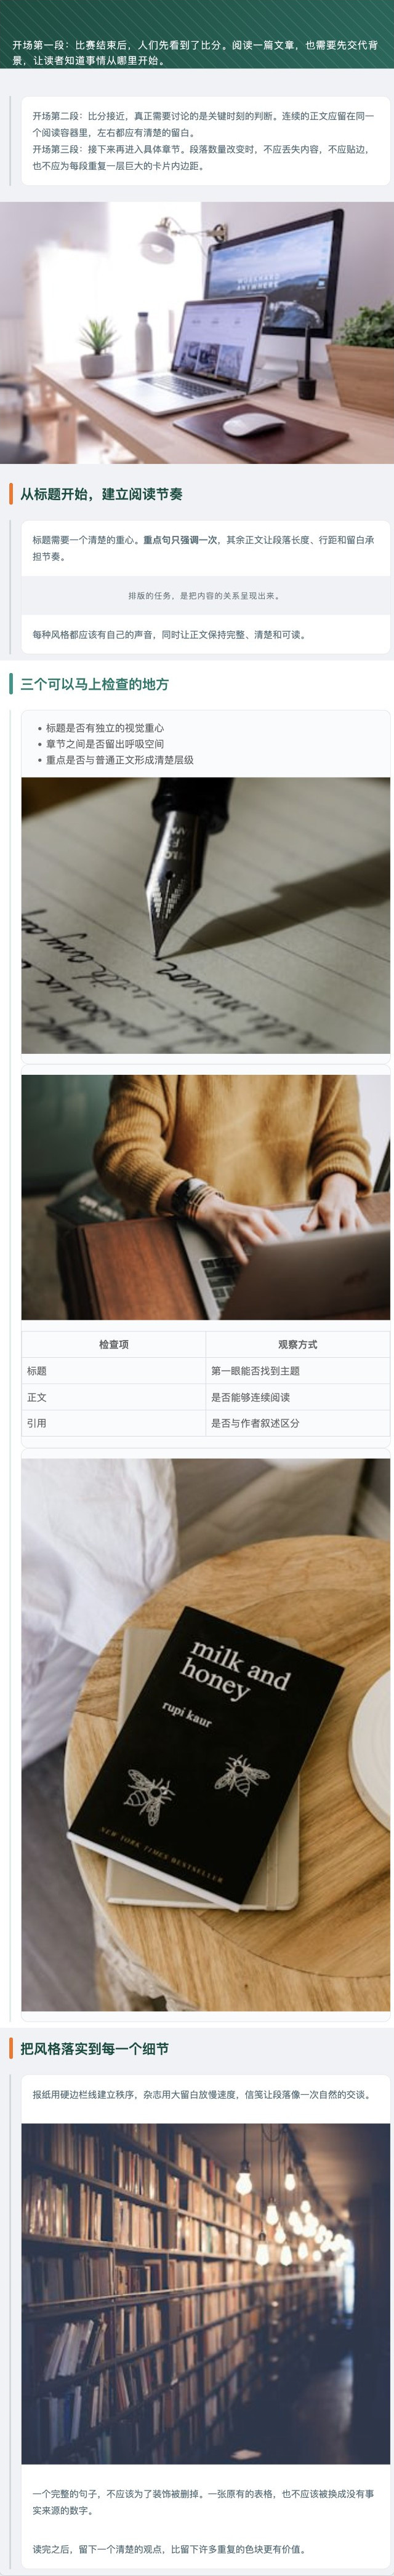 开场第一段：比赛结束后，人们先看到了比分。阅读一篇文章，也需要先交代背
景，让读者知道事情从哪里开始。
开场第二段：比分接近，真正需要讨论的是关键时刻的判断。连续的正文应留在同一
个阅读容器里，左右都应有清楚的留白。
开场第三段：接下来再进入具体章节。段落数量改变时，不应丢失内容，不应贴边，
也不应为每段重复一层巨大的卡片内边距。
WORK HARD
ANYWHERE
从标题开始，建立阅读节奏
标题需要一个清楚的重心。重点句只强调一次，其余正文让段落长度、行距和留白承
担节奏。
排版的任务，是把内容的关系呈现出来。
每种风格都应该有自己的声音，同时让正文保持完整、清楚和可读。
三个可以马上检查的地方
• 标题是否有独立的视觉重心
• 章节之间是否留出呼吸空间
• 重点是否与普通正文形成清楚层级
检查项 观察方式
标题 第一眼能否找到主题
正文 是否能够连续阅读
引用 是否与作者叙述区分
milk and
honey
rupi kaur
NEW YORK TIMES BESTSELLER
把风格落实到每一个细节
报纸用硬边栏线建立秩序，杂志用大留白放慢速度，信笺让段落像一次自然的交谈。
一个完整的句子，不应该为了装饰被删掉。一张原有的表格，也不应该被换成没有事
实来源的数字。
读完之后，留下一个清楚的观点，比留下许多重复的色块更有价值。